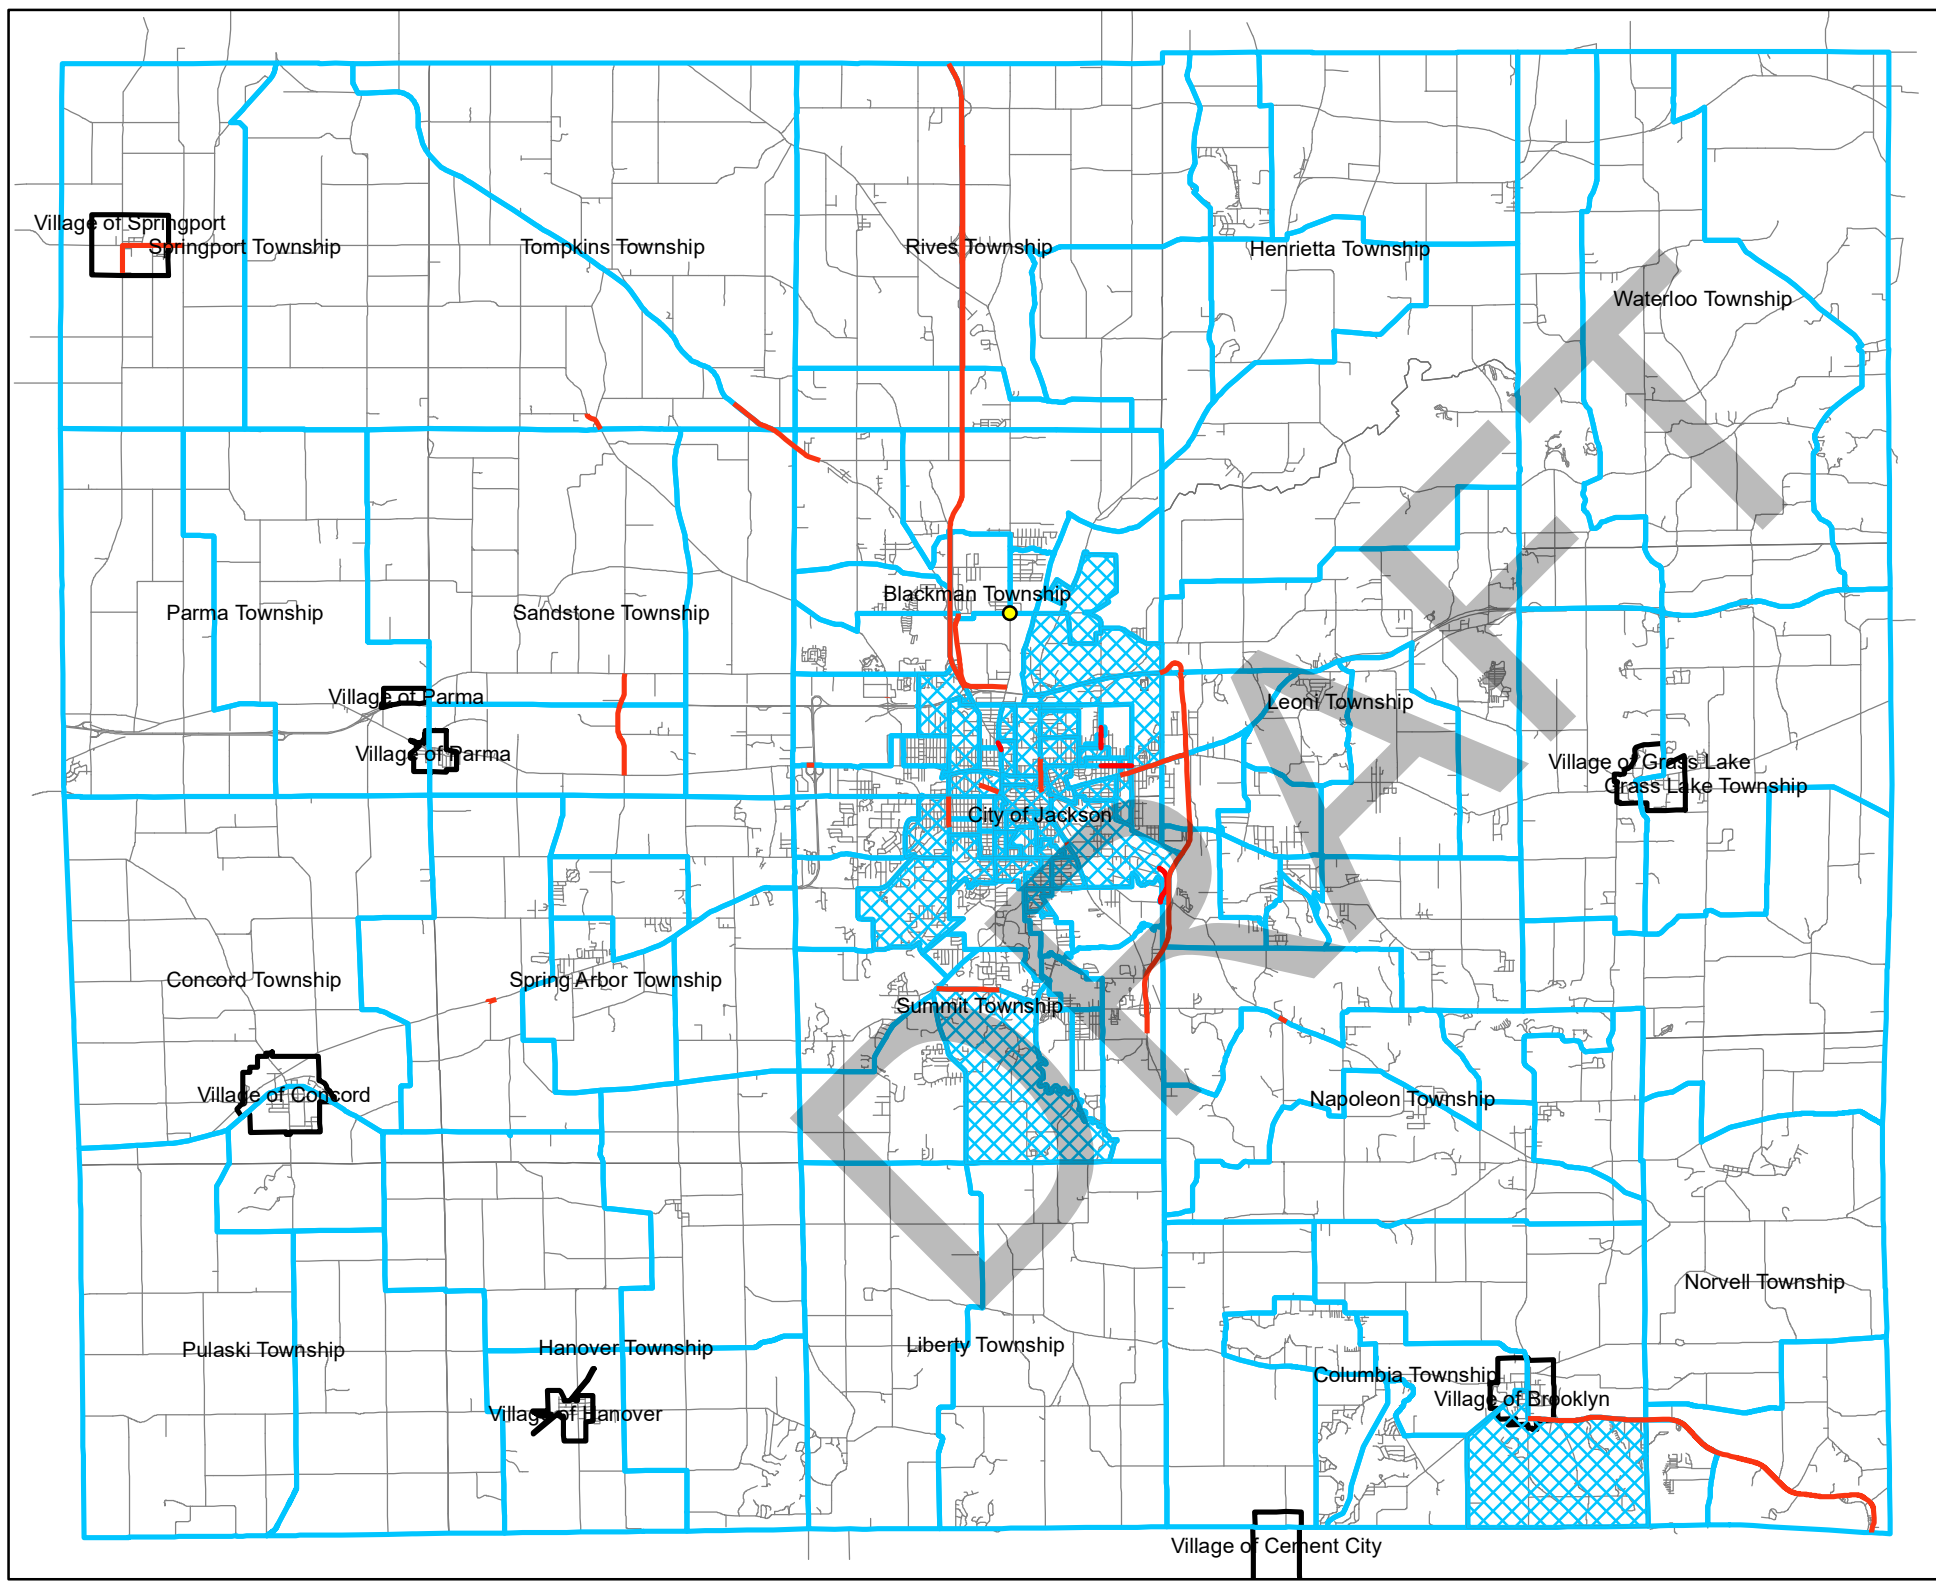 Village of Springport
Springport Township
Tompkins Township
Rives Township
Henrietta Township
Waterloo Township
Blackman Township
Parma Township
Sandstone Township
Village of Parma
Leoni Township
Village of Parma
Village of Grass Lake
Grass Lake Township
City of Jackson
Concord Township
Spring Arbor Township
Summit Township
Village of Concord
Napoleon Township
Norvell Township
Pulaski Township
Hanover Township
Liberty Township
Columbia Township
Village of Brooklyn
Village of Hanover
Village of Cement City
DRAFT